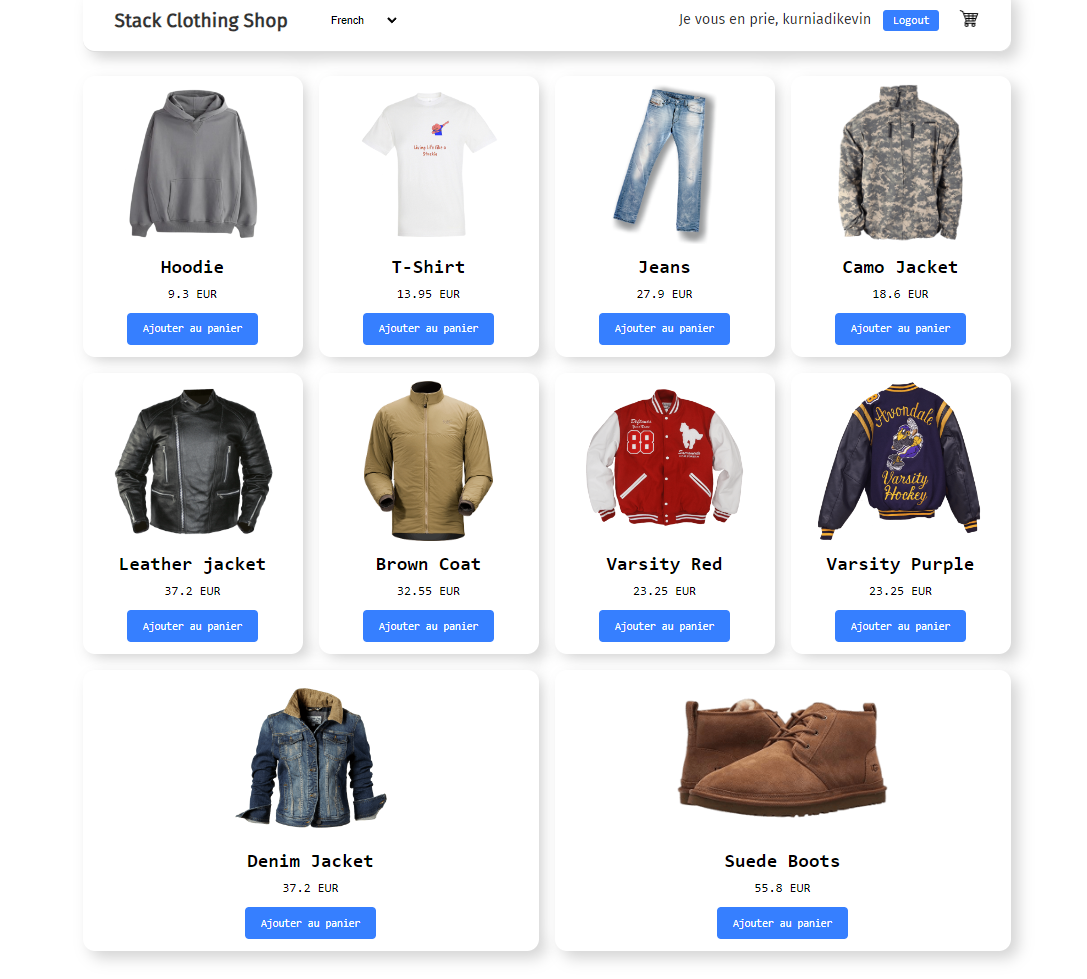 Stack Clothing Shop
French
Je vous en prie, kurniadikevin
Logout
Living life like a
Hoodie
T-Shirt
Jeans
Camo Jacket
9.3 EUR
13.95 EUR
27.9 EUR
18.6 EUR
Ajouter au panier
Ajouter au panier
Ajouter au panier
Ajouter au panier
88
Avondale
Varsity
Hockey
Leather jacket
Brown Coat
Varsity Red
Varsity Purple
37.2 EUR
32.55 EUR
23.25 EUR
23.25 EUR
Ajouter au panier
Ajouter au panier
Ajouter au panier
Ajouter au panier
Denim Jacket
Suede Boots
37.2 EUR
55.8 EUR
Ajouter au panier
Ajouter au panier